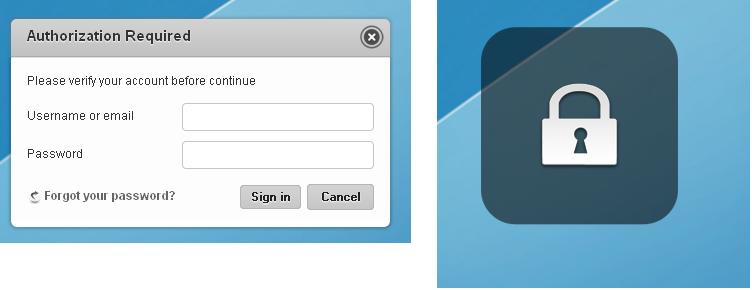 Authorization Required
Please verify your account before continue
Username or email
Password
Forgot your password?
Sign in
Cancel